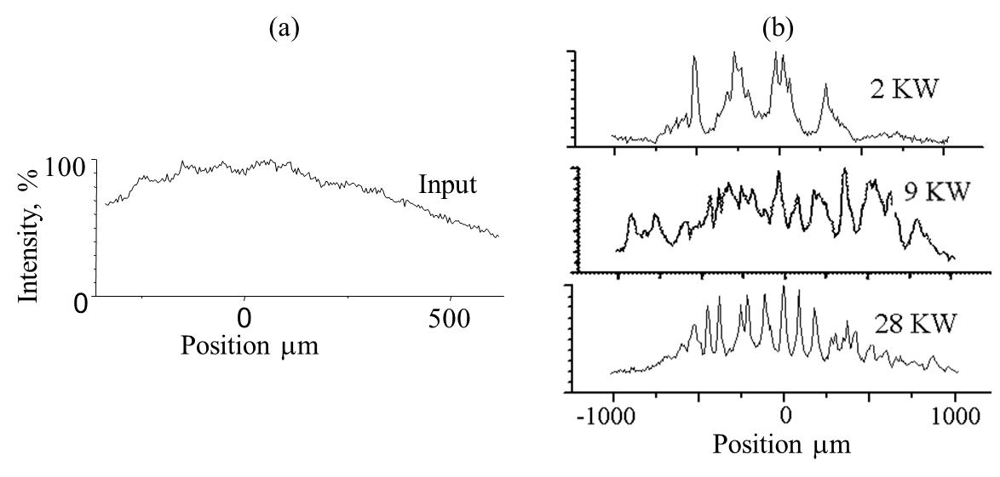 (a)
100
Input
Intensity, %
0
0
500
Position μm
(b)
2 KW
9 KW
28 KW
-1000
0
1000
Position μm